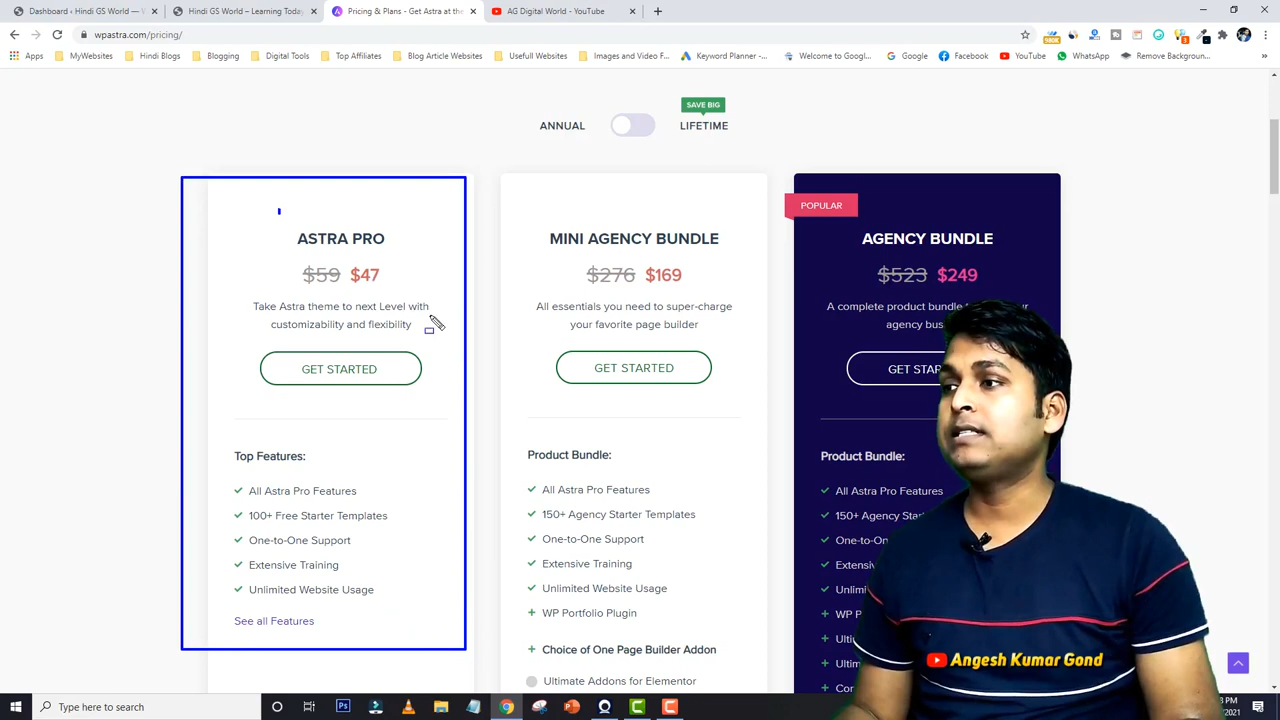 Dashboard ‹ Hindi GS World — W
Hindi GS World – Learning Today
Pricing & Plans - Get Astra at the
AG Digital World - YouTube
wpastra.com/pricing/
Apps
MyWebsites
Hindi Blogs
Blogging
Digital Tools
Top Affiliates
Blog Article Websit...
Usefull Websites
Images and Video F...
Keyword Planner -...
Welcome to Googl...
Google
Facebook
YouTube
WhatsApp
Remove Backgroun...
SAVE BIG
ANNUAL
LIFETIME
ASTRA PRO
$59 $47
Take Astra theme to next Level with
customizability and flexibility
GET STARTED
Top Features:
All Astra Pro Features
100+ Free Starter Templates
One-to-One Support
Extensive Training
Unlimited Website Usage
See all Features
MINI AGENCY BUNDLE
$276 $169
All essentials you need to super-charge
your favorite page builder
GET STARTED
Product Bundle:
All Astra Pro Features
150+ Agency Starter Templates
One-to-One Support
Extensive Training
Unlimited Website Usage
WP Portfolio Plugin
Choice of One Page Builder Addon
Ultimate Addons for Elementor
POPULAR
AGENCY BUNDLE
$523 $249
A complete product bundle
agency
GET
Product Bundle:
All Astra Pro Features
150+ Agency
Angesh Kumar Gond
Type here to search